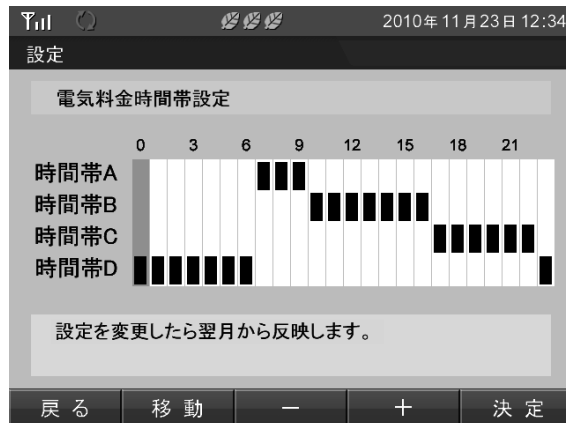 2010年11月23日 12:34
設定
電気料金時間帯設定
0 3 6 9 12 15 18 21
時間帯A
時間帯B
時間帯C
時間帯D
設定を変更したら翌月から反映します。
戻る 移動 － ＋ 決定